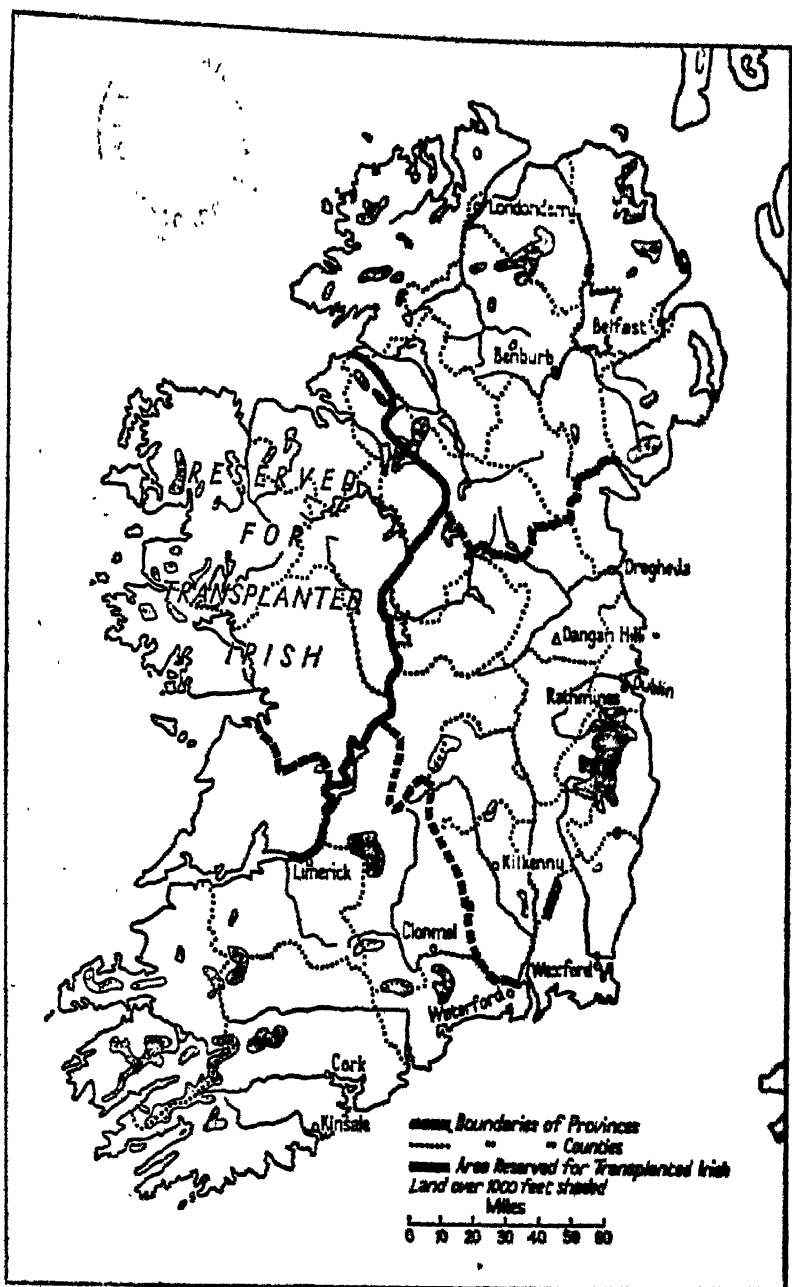 Londonderry
Belfast
Benburb
RESERVED
FOR
TRANSPLANTED
IRISH
Drogheda
Dangan Hill
Dublin
Rathmines
Kilkenny
Limerick
Clonmel
Wexford
Waterford
Cork
Kinsale
Boundaries of Provinces
" " Counties
Area Reserved for Transplanted Irish
Land over 1000 feet shaded
Miles
0 10 20 30 40 50 60